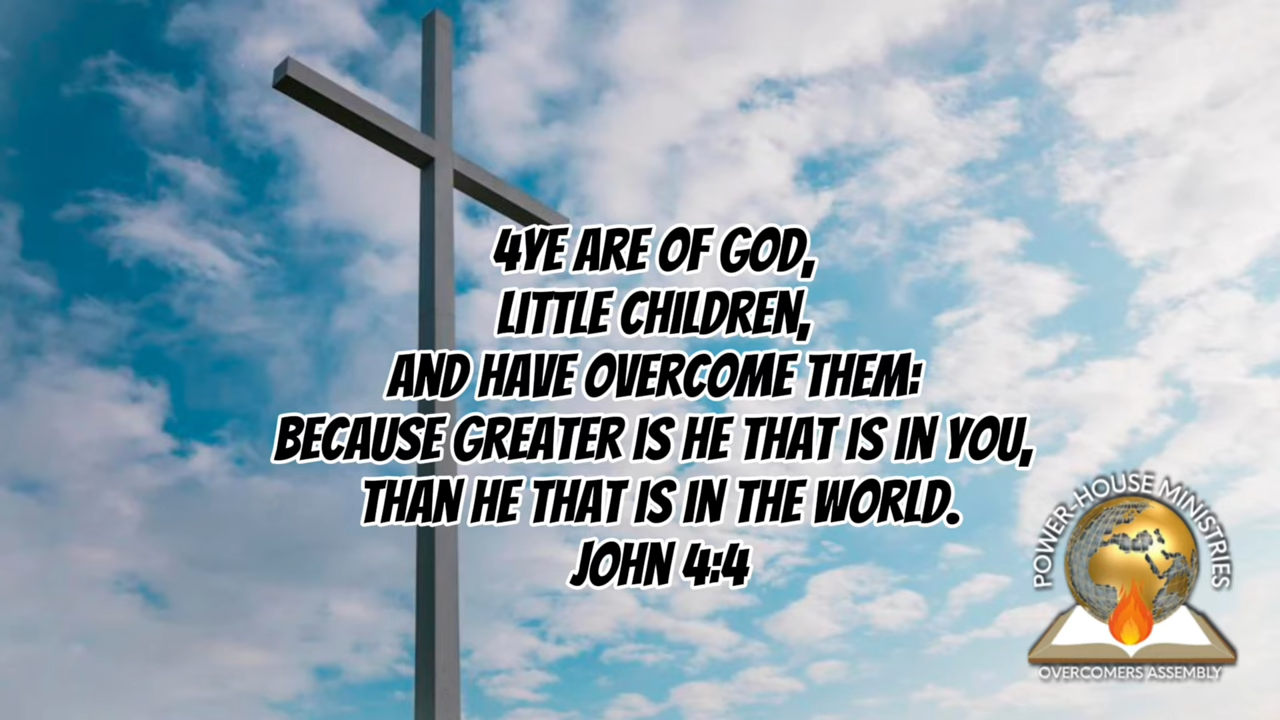 4YE ARE OF GOD,
LITTLE CHILDREN,
AND HAVE OVERCOME THEM:
BECAUSE GREATER IS HE THAT IS IN YOU,
THAN HE THAT IS IN THE WORLD.
JOHN 4:4
POWER-HOUSE MINISTRIES
OVERCOMERS ASSEMBLY